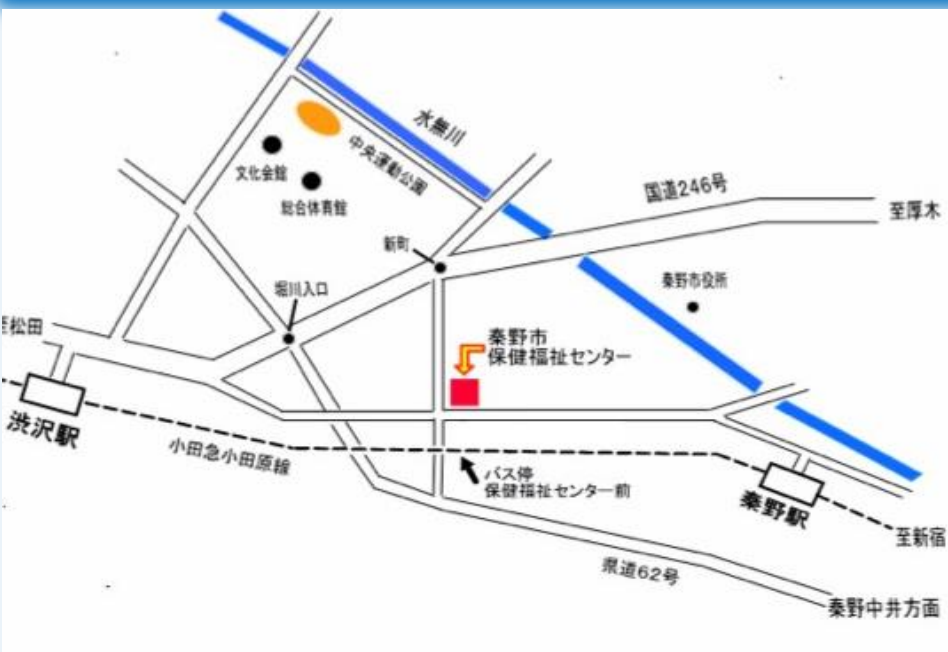 水無川
中央運動公園
文化会館
総合体育館
国道246号
至厚木
新町
秦野市役所
堀川入口
至松田
秦野市
保健福祉センター
渋沢駅
小田急小田原線
バス停
保健福祉センター前
秦野駅
至新宿
県道62号
秦野中井方面